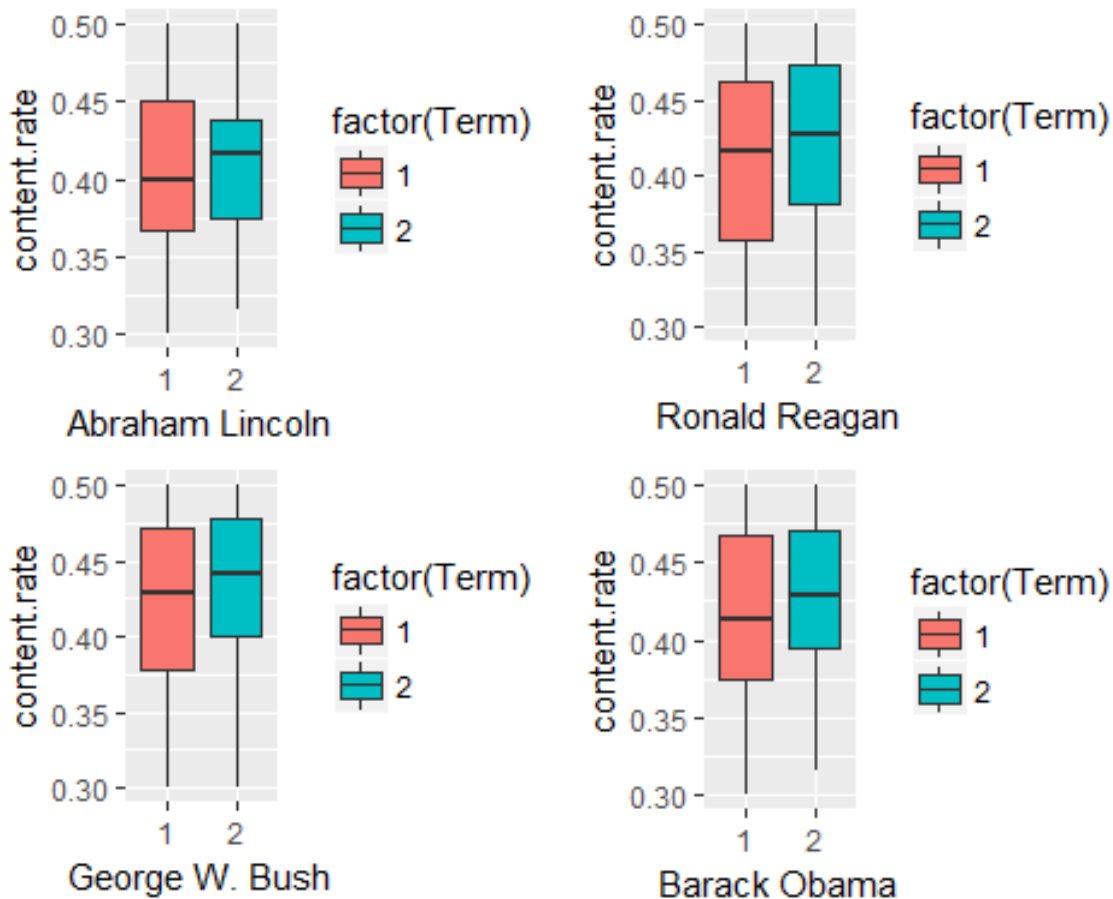 0.50
0.45
0.40
0.35
0.30
content.rate
1 2
Abraham Lincoln
factor(Term)
1
2
0.50
0.45
0.40
0.35
0.30
content.rate
1 2
Ronald Reagan
factor(Term)
1
2
0.50
0.45
0.40
0.35
0.30
content.rate
1 2
George W. Bush
factor(Term)
1
2
0.50
0.45
0.40
0.35
0.30
content.rate
1 2
Barack Obama
factor(Term)
1
2